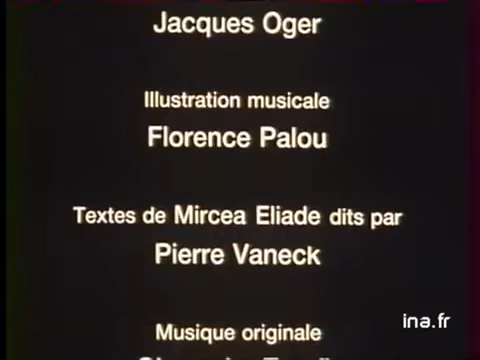 Jacques Oger
Illustration musicale
Florence Palou
Textes de Mircea Eliade dits par
Pierre Vaneck
ina.fr
Musique originale